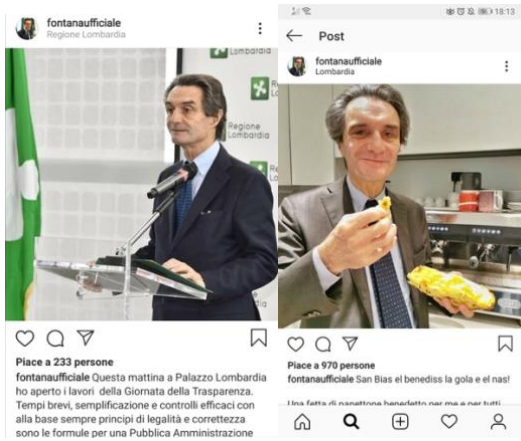 fontanaufficiale
Regione Lombardia
Lombardia
Regione
Lombardia
Piace a 233 persone
fontanaufficiale Questa mattina a Palazzo Lombardia
ho aperto i lavori della Giornata della Trasparenza.
Tempi brevi, semplificazione e controlli efficaci con
alla base sempre principi di legalità e correttezza
sono le formule per una Pubblica Amministrazione
18:13
Post
fontanaufficiale
Lombardia
Piace a 970 persone
fontanaufficiale San Bias el benediss la gola e el nas!
Una fetta di panettone benedetto per me e per tutti